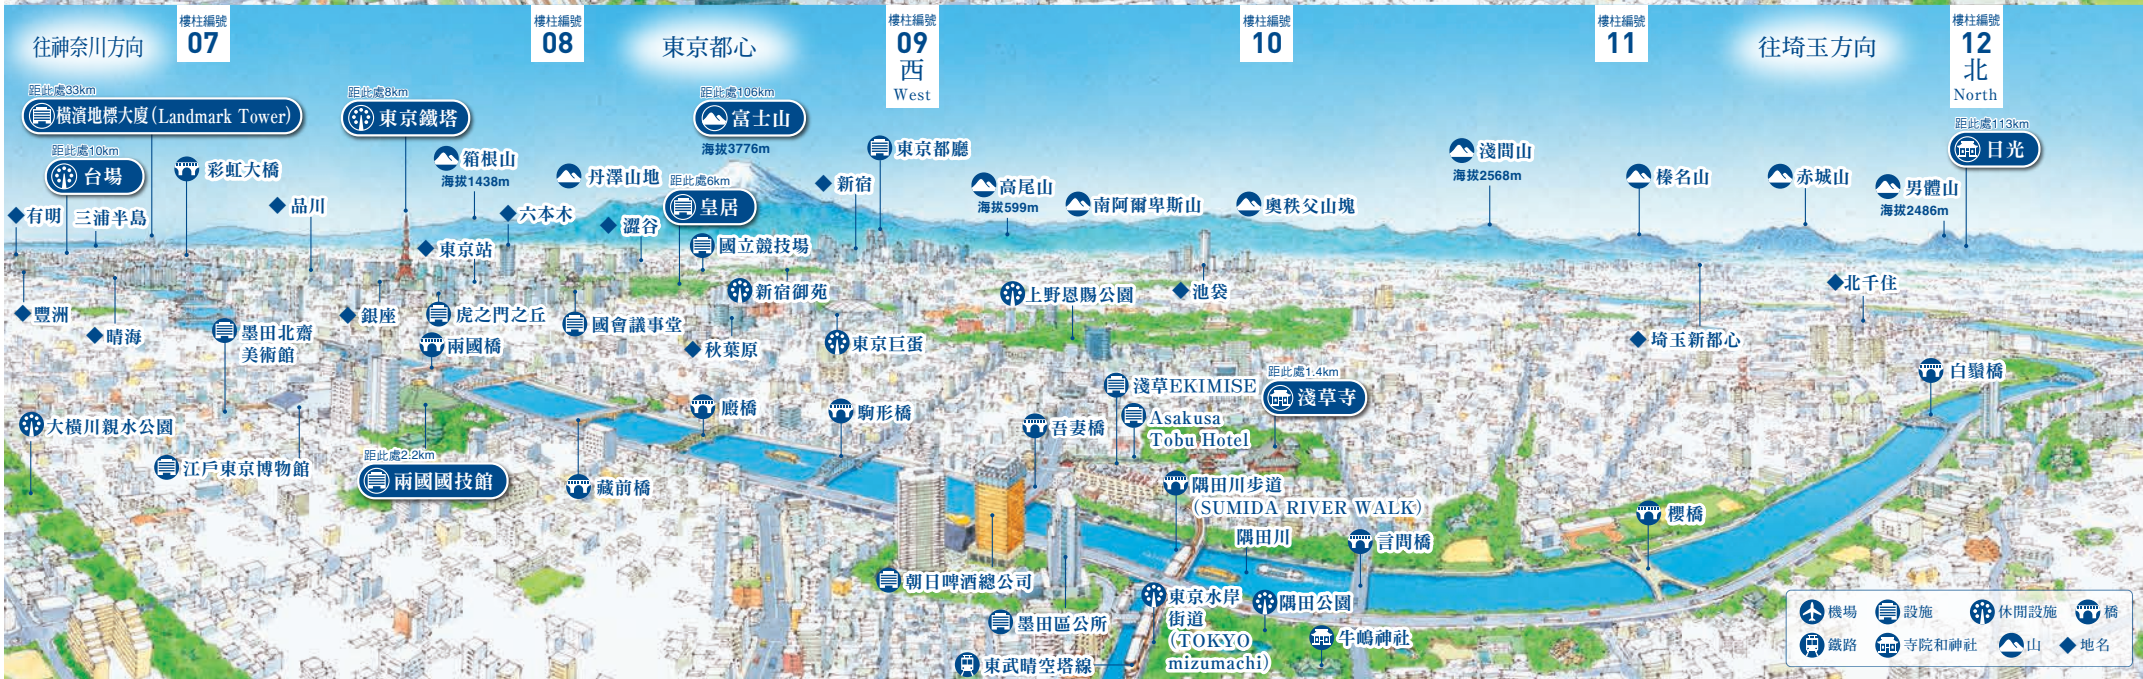 往神奈川方向
樓柱編號
07
樓柱編號
08
東京都心
樓柱編號
09
西
West
樓柱編號
10
樓柱編號
11
往埼玉方向
樓柱編號
12
北
North
距此處33km
橫濱地標大廈(Landmark Tower)
距此處10km
台場
彩虹大橋
有明
三浦半島
品川
距此處8km
東京鐵塔
箱根山
海拔1438m
丹澤山地
六本木
東京站
澀谷
距此處106km
富士山
海拔3776m
距此處6km
皇居
國立競技場
新宿
東京都廳
高尾山
海拔599m
南阿爾卑斯山
奧秩父山塊
淺間山
海拔2568m
榛名山
赤城山
男體山
海拔2486m
距此處113km
日光
豐洲
晴海
墨田北齋
美術館
銀座
虎之門之丘
兩國橋
國會議事堂
新宿御苑
秋葉原
東京巨蛋
上野恩賜公園
池袋
埼玉新都心
北千住
白鬚橋
大橫川親水公園
江戶東京博物館
距此處2.2km
兩國國技館
藏前橋
廄橋
駒形橋
吾妻橋
淺草EKIMISE
Asakusa
Tobu Hotel
距此處1.4km
淺草寺
隅田川步道
(SUMIDA RIVER WALK)
隅田川
言問橋
櫻橋
朝日啤酒總公司
墨田區公所
東武晴空塔線
東京水岸
街道
(TOKYO
mizumachi)
隅田公園
牛嶋神社
機場
設施
休閒設施
橋
鐵路
寺院和神社
山
地名